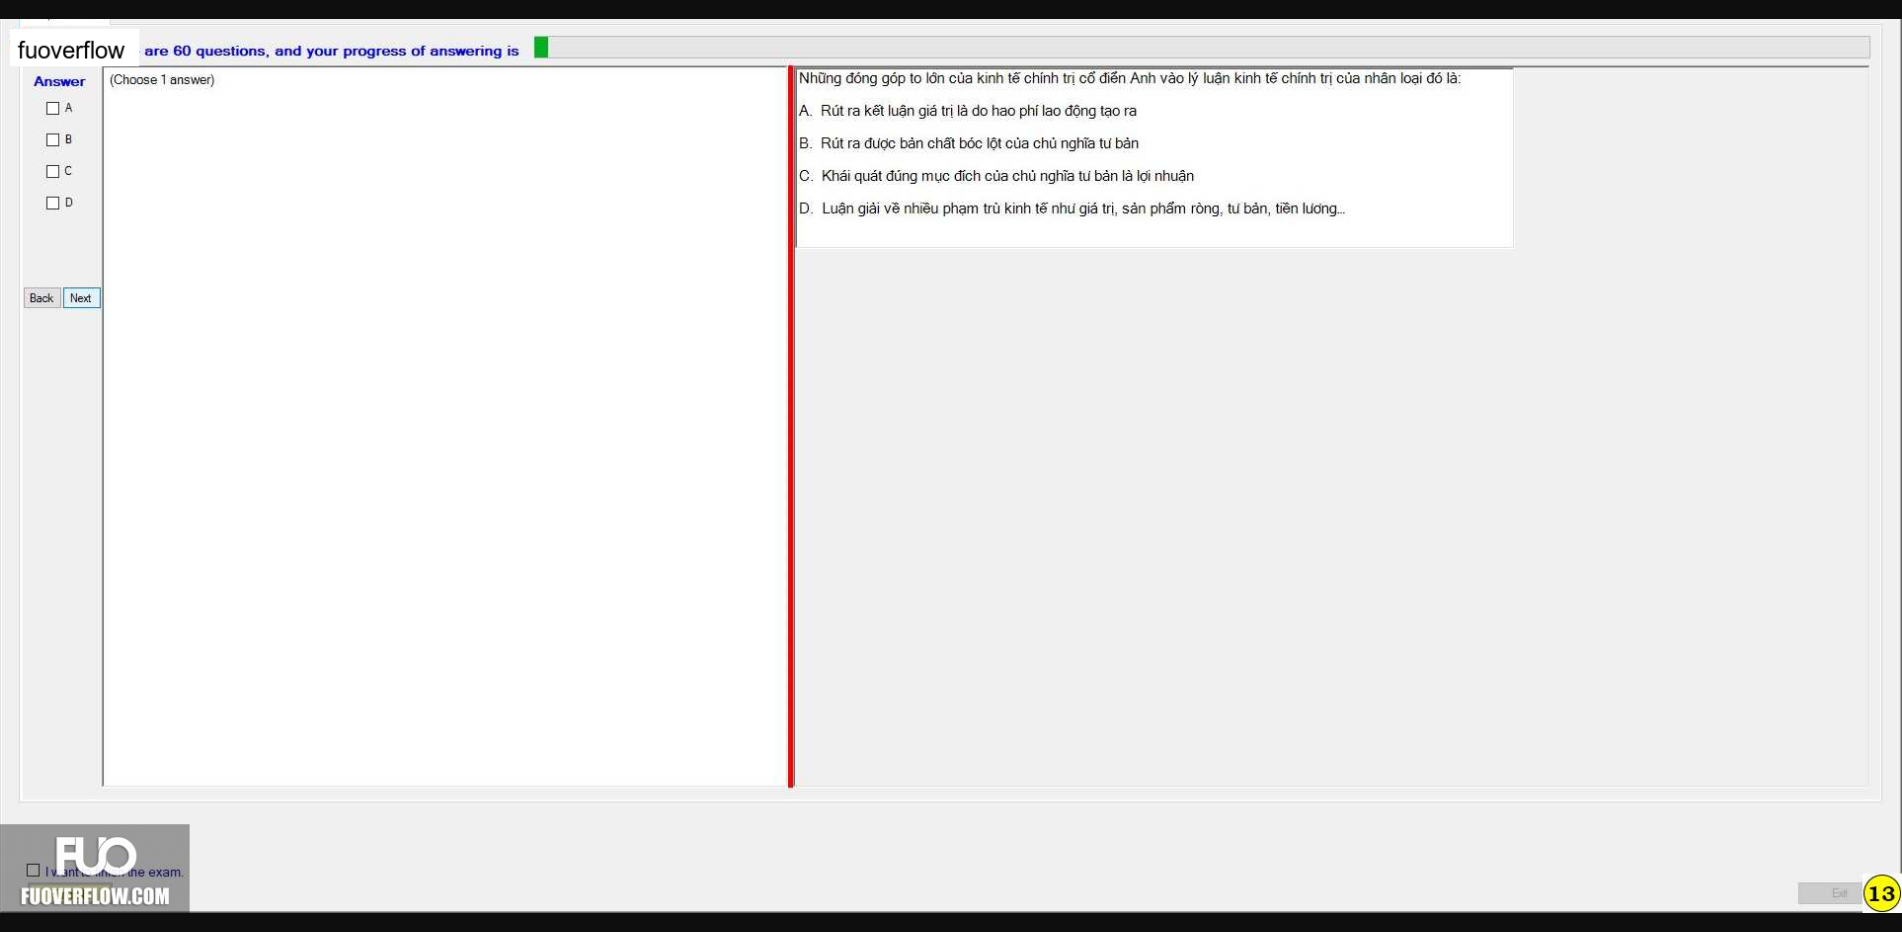 fuoverflow are 60 questions, and your progress of answering is
Answer
(Choose 1 answer)
A
B
C
D
Back Next
Những đóng góp to lớn của kinh tế chính trị cổ điển Anh vào lý luận kinh tế chính trị của nhân loại đó là:
A. Rút ra kết luận giá trị là do hao phí lao động tạo ra
B. Rút ra được bản chất bóc lột của chủ nghĩa tư bản
C. Khái quát đúng mục đích của chủ nghĩa tư bản là lợi nhuận
D. Luận giải về nhiều phạm trù kinh tế như giá trị, sản phẩm ròng, tư bản, tiền lương...
FUO
I want to finish the exam.
FUOVERFLOW.COM
Exit
13